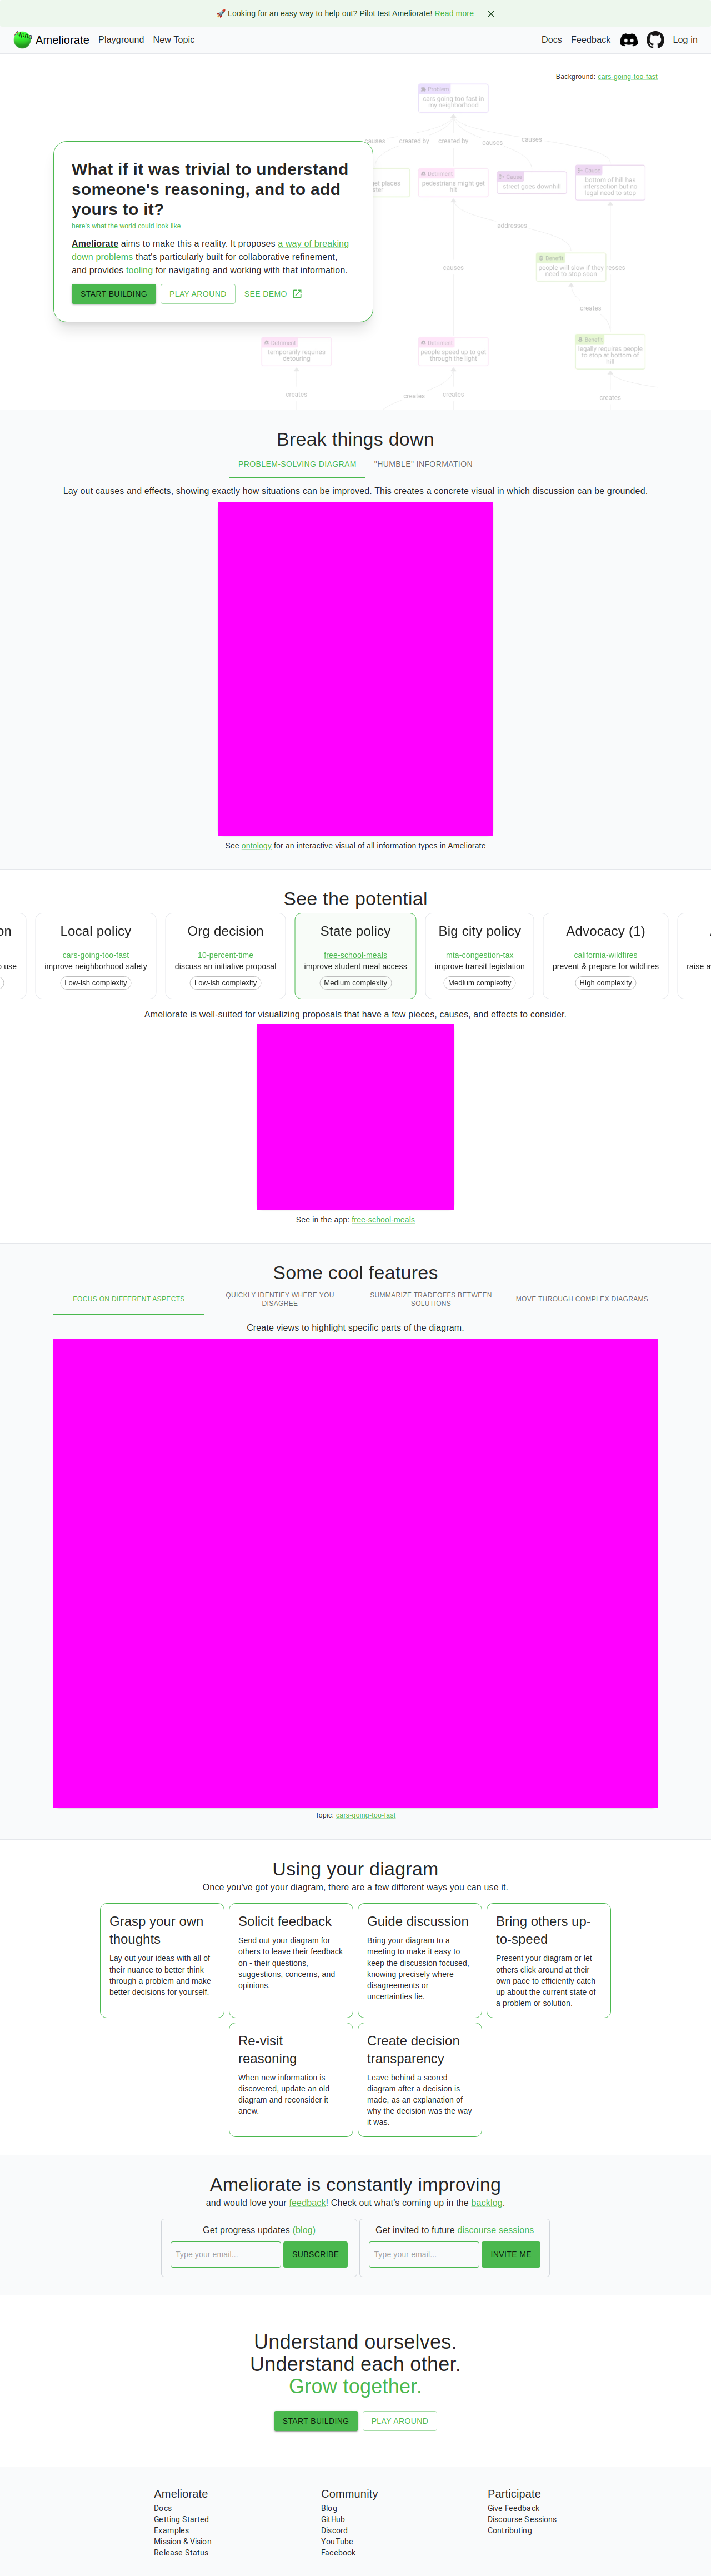 🚀 Looking for an easy way to help out? Pilot test Ameliorate! Read more
Ameliorate Playground New Topic Docs Feedback Log in
Background: cars-going-too-fast
Problem
cars going too fast in
my neighborhood
causes created by created by causes causes
Detriment
pedestrians might get
hit
Cause
street goes downhill
Cause
bottom of hill has
intersection but no
legal need to stop
What if it was trivial to understand
someone's reasoning, and to add
yours to it?
here's what the world could look like
Ameliorate aims to make this a reality. It proposes a way of breaking
down problems that's particularly built for collaborative refinement,
and provides tooling for navigating and working with that information.
START BUILDING PLAY AROUND SEE DEMO
addresses
causes
Benefit
people will slow if they
need to stop soon
creates
Detriment
temporarily requires
detouring
Detriment
people speed up to get
through the light
Benefit
legally requires people
to stop at bottom of
hill
creates creates creates creates
Break things down
PROBLEM-SOLVING DIAGRAM "HUMBLE" INFORMATION
Lay out causes and effects, showing exactly how situations can be improved. This creates a concrete visual in which discussion can be grounded.
See ontology for an interactive visual of all information types in Ameliorate
See the potential
Local policy
cars-going-too-fast
improve neighborhood safety
Low-ish complexity
Org decision
10-percent-time
discuss an initiative proposal
Low-ish complexity
State policy
free-school-meals
improve student meal access
Medium complexity
Big city policy
mta-congestion-tax
improve transit legislation
Medium complexity
Advocacy (1)
california-wildfires
prevent & prepare for wildfires
High complexity
Ameliorate is well-suited for visualizing proposals that have a few pieces, causes, and effects to consider.
See in the app: free-school-meals
Some cool features
FOCUS ON DIFFERENT ASPECTS
QUICKLY IDENTIFY WHERE YOU
DISAGREE
SUMMARIZE TRADEOFFS BETWEEN
SOLUTIONS
MOVE THROUGH COMPLEX DIAGRAMS
Create views to highlight specific parts of the diagram.
Topic: cars-going-too-fast
Using your diagram
Once you've got your diagram, there are a few different ways you can use it.
Grasp your own
thoughts
Lay out your ideas with all of
their nuance to better think
through a problem and make
better decisions for yourself.
Solicit feedback
Send out your diagram for
others to leave their feedback
on - their questions,
suggestions, concerns, and
opinions.
Guide discussion
Bring your diagram to a
meeting to make it easy to
keep the discussion focused,
knowing precisely where
disagreements or
uncertainties lie.
Bring others up-
to-speed
Present your diagram or let
others click around at their
own pace to efficiently catch
up about the current state of
a problem or solution.
Re-visit
reasoning
When new information is
discovered, update an old
diagram and reconsider it
anew.
Create decision
transparency
Leave behind a scored
diagram after a decision is
made, as an explanation of
why the decision was the way
it was.
Ameliorate is constantly improving
and would love your feedback! Check out what's coming up in the backlog.
Get progress updates (blog)
Type your email... SUBSCRIBE
Get invited to future discourse sessions
Type your email... INVITE ME
Understand ourselves.
Understand each other.
Grow together.
START BUILDING PLAY AROUND
Ameliorate
Docs
Getting Started
Examples
Mission & Vision
Release Status
Community
Blog
GitHub
Discord
YouTube
Facebook
Participate
Give Feedback
Discourse Sessions
Contributing